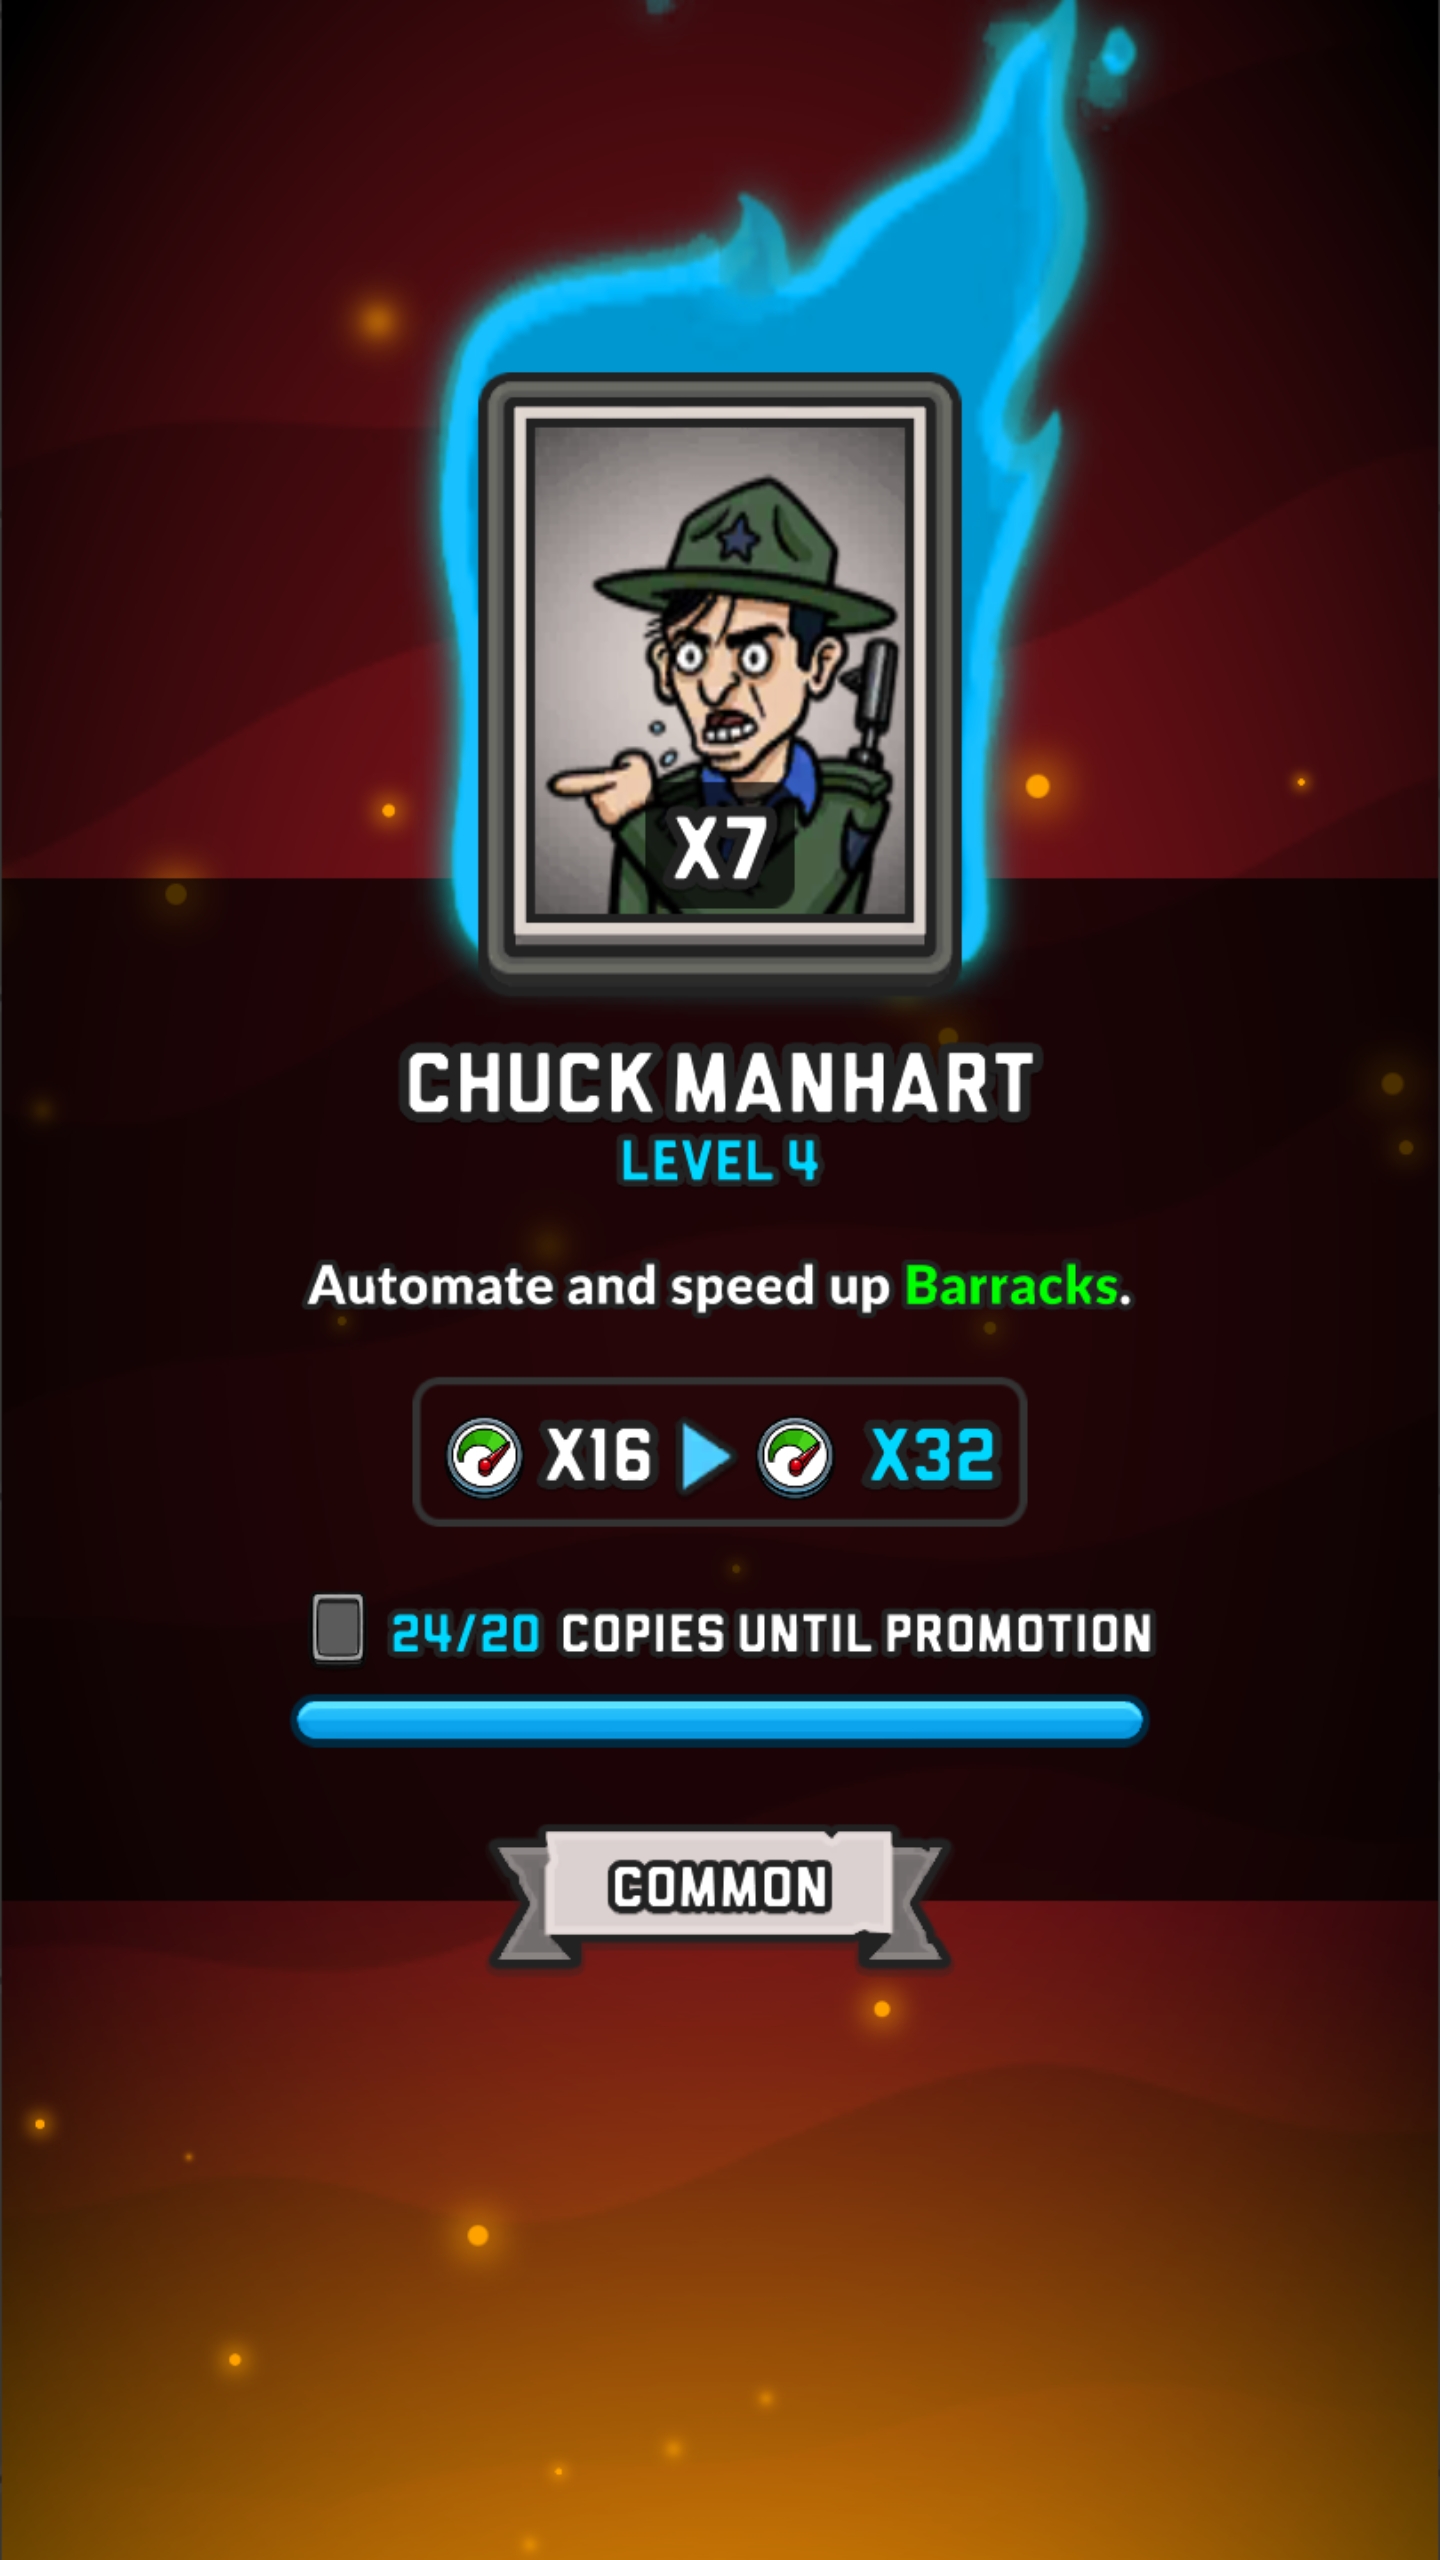 X7
CHUCK MANHART
LEVEL 4
Automate and speed up Barracks.
X16 X32
24/20 COPIES UNTIL PROMOTION
COMMON